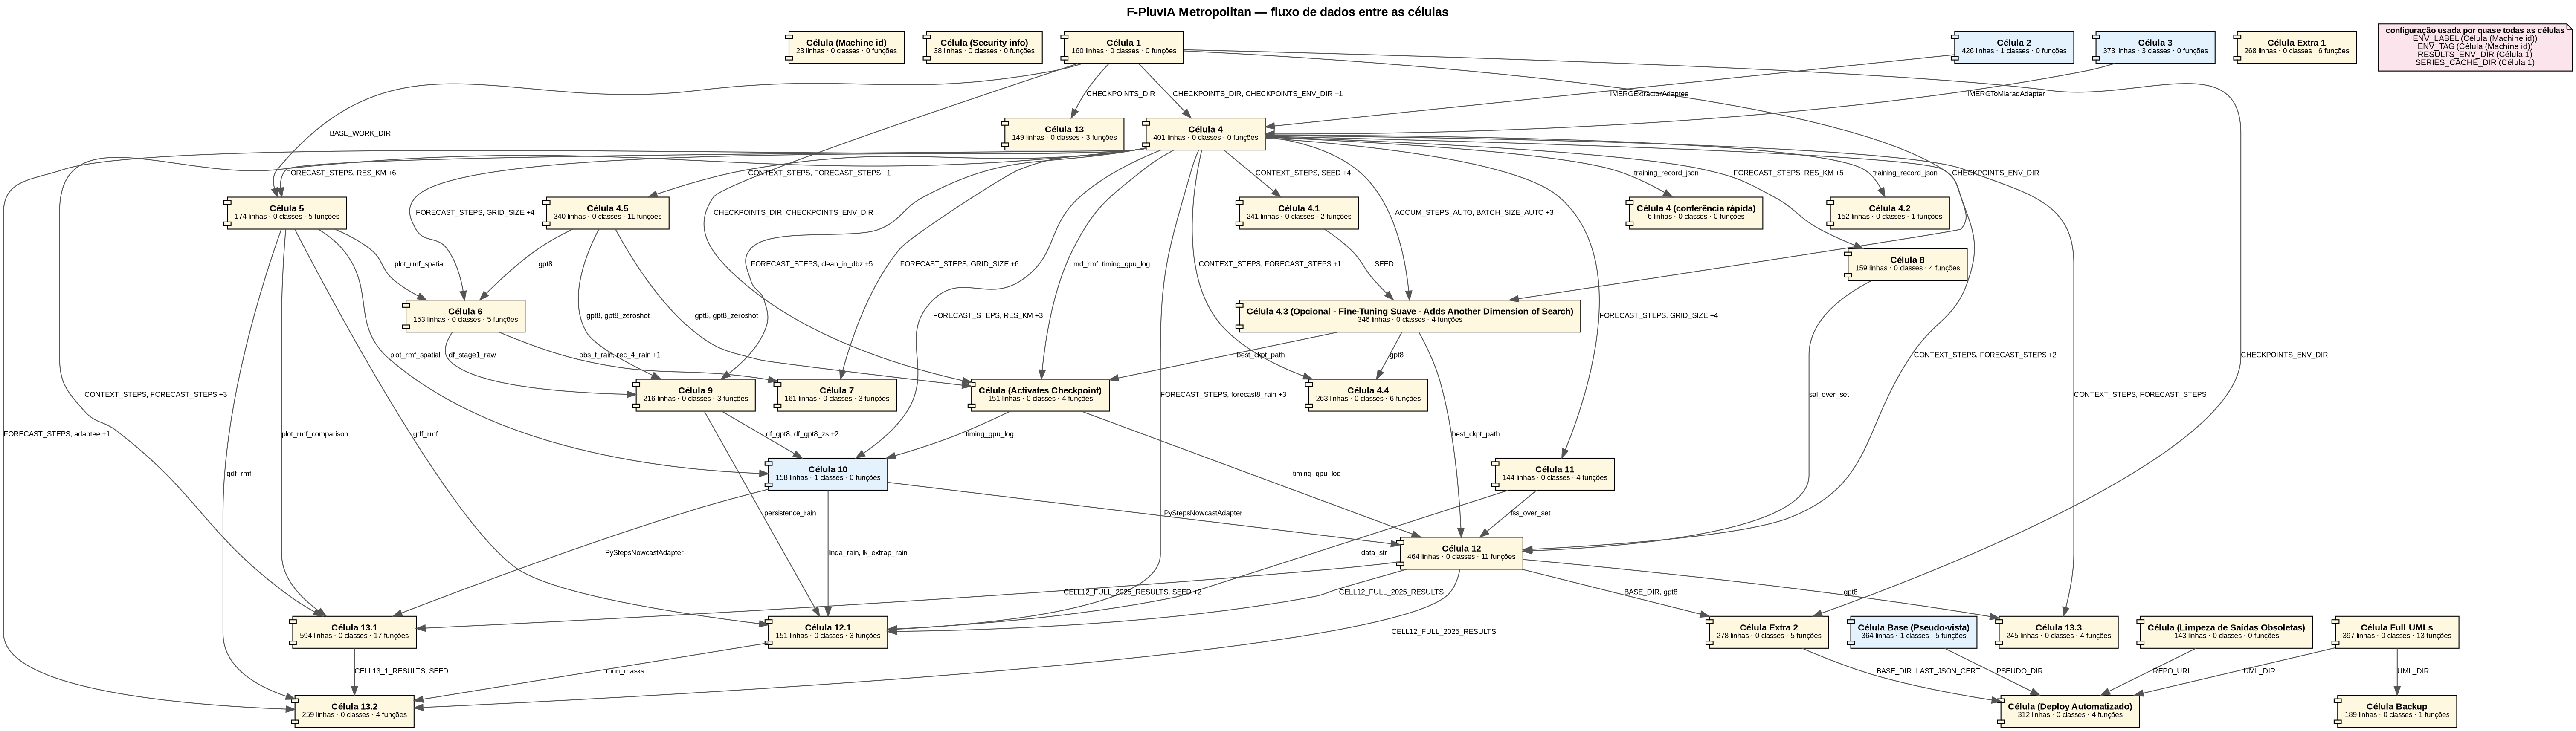 F-PluvIA Metropolitan — fluxo de dados entre as células
Célula (Machine id)
23 linhas · 0 classes · 0 funções
Célula (Security info)
38 linhas · 0 classes · 0 funções
Célula 1
160 linhas · 0 classes · 0 funções
Célula 2
426 linhas · 1 classes · 0 funções
Célula 3
373 linhas · 3 classes · 0 funções
Célula Extra 1
268 linhas · 0 classes · 6 funções
configuração usada por quase todas as células
ENV_LABEL (Célula (Machine id))
ENV_TAG (Célula (Machine id))
RESULTS_ENV_DIR (Célula 1)
SERIES_CACHE_DIR (Célula 1)
CHECKPOINTS_DIR
CHECKPOINTS_DIR, CHECKPOINTS_ENV_DIR +1
IMERGExtractorAdaptee
IMERGToMiaradAdapter
BASE_WORK_DIR
Célula 13
149 linhas · 0 classes · 3 funções
Célula 4
401 linhas · 0 classes · 0 funções
FORECAST_STEPS, RES_KM +6
CONTEXT_STEPS, FORECAST_STEPS +1
CONTEXT_STEPS, SEED +4
training_record_json
FORECAST_STEPS, RES_KM +5
training_record_json
CHECKPOINTS_ENV_DIR
Célula 5
174 linhas · 0 classes · 5 funções
FORECAST_STEPS, GRID_SIZE +4
Célula 4.5
340 linhas · 0 classes · 11 funções
CHECKPOINTS_DIR, CHECKPOINTS_ENV_DIR
Célula 4.1
241 linhas · 0 classes · 2 funções
ACCUM_STEPS_AUTO, BATCH_SIZE_AUTO +3
Célula 4 (conferência rápida)
6 linhas · 0 classes · 0 funções
Célula 4.2
152 linhas · 0 classes · 1 funções
plot_rmf_spatial
gpt8
FORECAST_STEPS, clean_in_dbz +5
FORECAST_STEPS, GRID_SIZE +6
md_rmf, timing_gpu_log
CONTEXT_STEPS, FORECAST_STEPS +1
SEED
Célula 8
159 linhas · 0 classes · 4 funções
Célula 6
153 linhas · 0 classes · 5 funções
gpt8, gpt8_zeroshot
gpt8, gpt8_zeroshot
FORECAST_STEPS, RES_KM +3
Célula 4.3 (Opcional - Fine-Tuning Suave - Adds Another Dimension of Search)
346 linhas · 0 classes · 4 funções
FORECAST_STEPS, GRID_SIZE +4
plot_rmf_spatial
df_stage1_raw
obs_t_rain, rec_4_rain +1
best_ckpt_path
gpt8
CONTEXT_STEPS, FORECAST_STEPS +2
CHECKPOINTS_ENV_DIR
CONTEXT_STEPS, FORECAST_STEPS +3
Célula 9
216 linhas · 0 classes · 3 funções
Célula 7
161 linhas · 0 classes · 3 funções
Célula (Activates Checkpoint)
151 linhas · 0 classes · 4 funções
FORECAST_STEPS, forecast8_rain +3
Célula 4.4
263 linhas · 0 classes · 6 funções
sal_over_set
CONTEXT_STEPS, FORECAST_STEPS
FORECAST_STEPS, adaptee +1
plot_rmf_comparison
gdf_rmf
df_gpt8, df_gpt8_zs +2
timing_gpu_log
best_ckpt_path
gdf_rmf
Célula 10
158 linhas · 1 classes · 0 funções
timing_gpu_log
Célula 11
144 linhas · 0 classes · 4 funções
persistence_rain
PyStepsNowcastAdapter
fss_over_set
PyStepsNowcastAdapter
linda_rain, lk_extrap_rain
data_str
Célula 12
464 linhas · 0 classes · 11 funções
CELL12_FULL_2025_RESULTS, SEED +2
CELL12_FULL_2025_RESULTS
BASE_DIR, gpt8
gpt8
Célula 13.1
594 linhas · 0 classes · 17 funções
Célula 12.1
151 linhas · 0 classes · 3 funções
CELL12_FULL_2025_RESULTS
Célula Extra 2
278 linhas · 0 classes · 5 funções
Célula Base (Pseudo-vista)
364 linhas · 1 classes · 5 funções
Célula 13.3
245 linhas · 0 classes · 4 funções
Célula (Limpeza de Saídas Obsoletas)
143 linhas · 0 classes · 0 funções
Célula Full UMLs
397 linhas · 0 classes · 13 funções
CELL13_1_RESULTS, SEED
mun_masks
BASE_DIR, LAST_JSON_CERT
PSEUDO_DIR
REPO_URL
UML_DIR
UML_DIR
Célula 13.2
259 linhas · 0 classes · 4 funções
Célula (Deploy Automatizado)
312 linhas · 0 classes · 4 funções
Célula Backup
189 linhas · 0 classes · 1 funções